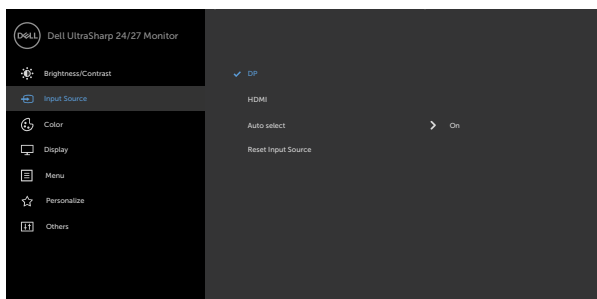 DELL Dell UltraSharp 24/27 Monitor
Brightness/Contrast
DP
Input Source
HDMI
Color
Auto select On
Display
Reset Input Source
Menu
Personalize
Others